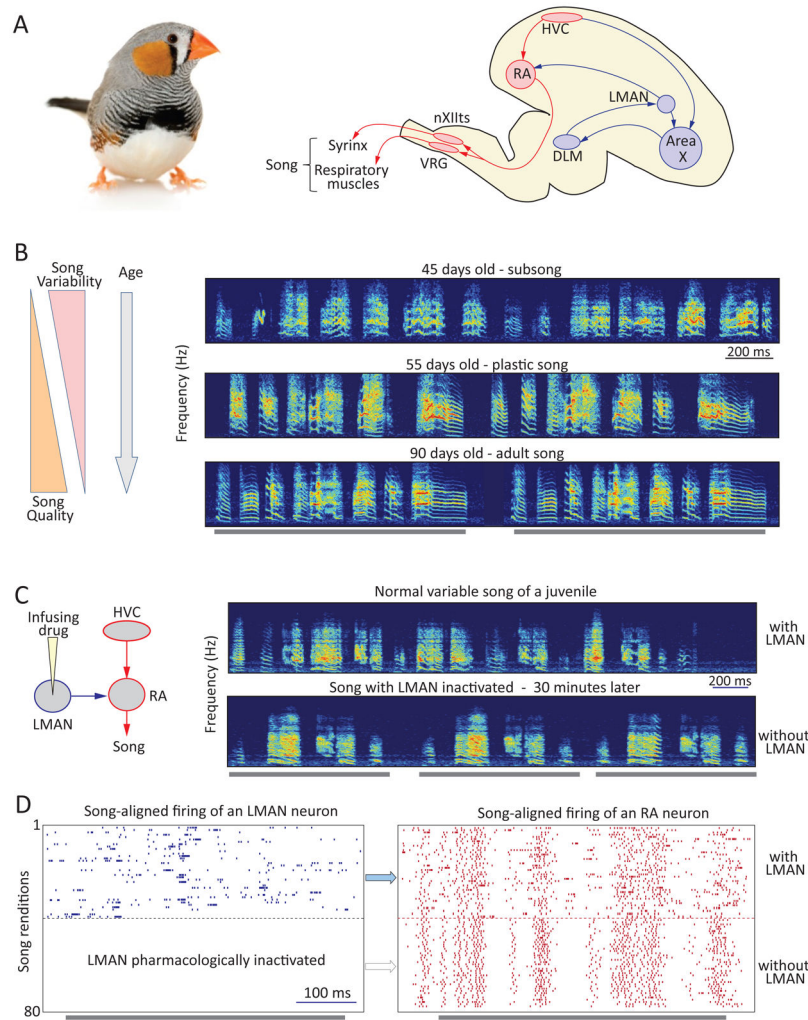 A
HVC
RA
LMAN
nXIIts
Syrinx
Song
VRG
Respiratory
muscles
DLM
Area
X
B
Song
Variability
Age
Song
Quality
Frequency (Hz)
45 days old - subsong
200 ms
55 days old - plastic song
90 days old - adult song
C
Infusing
drug
HVC
LMAN
RA
Song
Frequency (Hz)
Normal variable song of a juvenile
with
LMAN
200 ms
Song with LMAN inactivated - 30 minutes later
without
LMAN
D
Song-aligned firing of an LMAN neuron
Song-aligned firing of an RA neuron
1
Song renditions
80
LMAN pharmacologically inactivated
100 ms
with
LMAN
without
LMAN